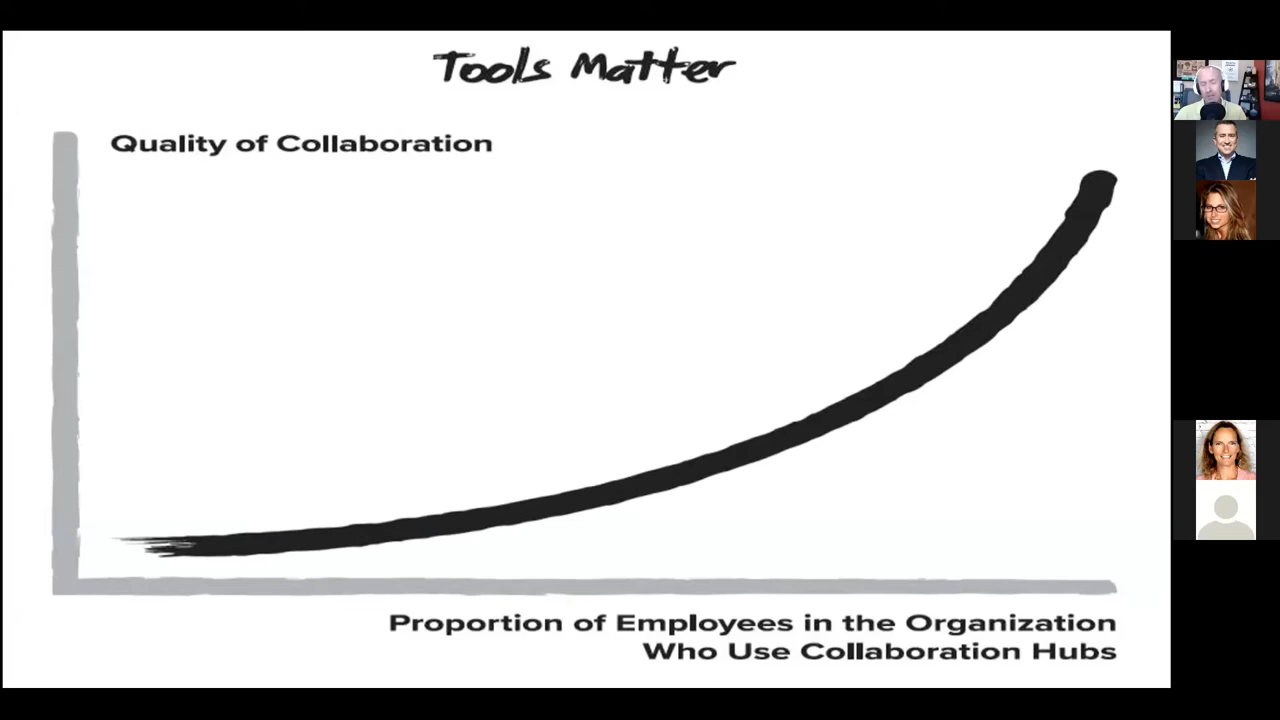 Tools Matter
Quality of Collaboration
Proportion of Employees in the Organization
Who Use Collaboration Hubs